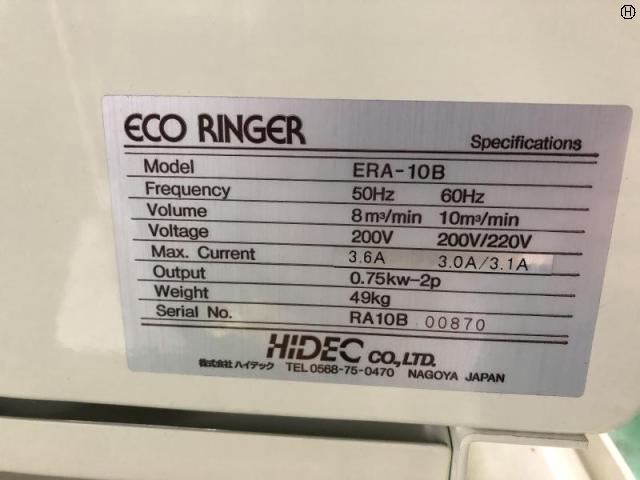 H
ECO RINGER Specifications
Model ERA-10B
Frequency 50Hz 60Hz
Volume 8m³/min 10m³/min
Voltage 200V 200V/220V
Max. Current 3.6A 3.0A/3.1A
Output 0.75kw-2p
Weight 49kg
Serial No. RA10B 00870
HiDEC CO.,LTD.
株式会社 ハイテック TEL 0568-75-0470 NAGOYA JAPAN